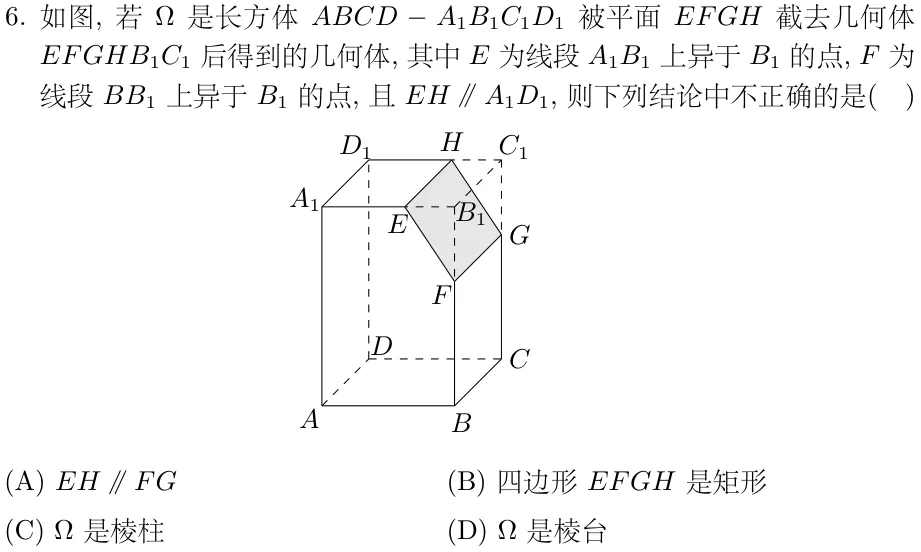 6. 如图, 若 Ω 是长方体 ABCD − A₁B₁C₁D₁ 被平面 EFGH 截去几何体
EFGHB₁C₁ 后得到的几何体, 其中 E 为线段 A₁B₁ 上异于 B₁ 的点, F 为
线段 BB₁ 上异于 B₁ 的点, 且 EH ∥ A₁D₁, 则下列结论中不正确的是( )
D₁ H C₁
A₁ E B₁
G
F
D C
A B
(A) EH ∥ FG (B) 四边形 EFGH 是矩形
(C) Ω 是棱柱 (D) Ω 是棱台